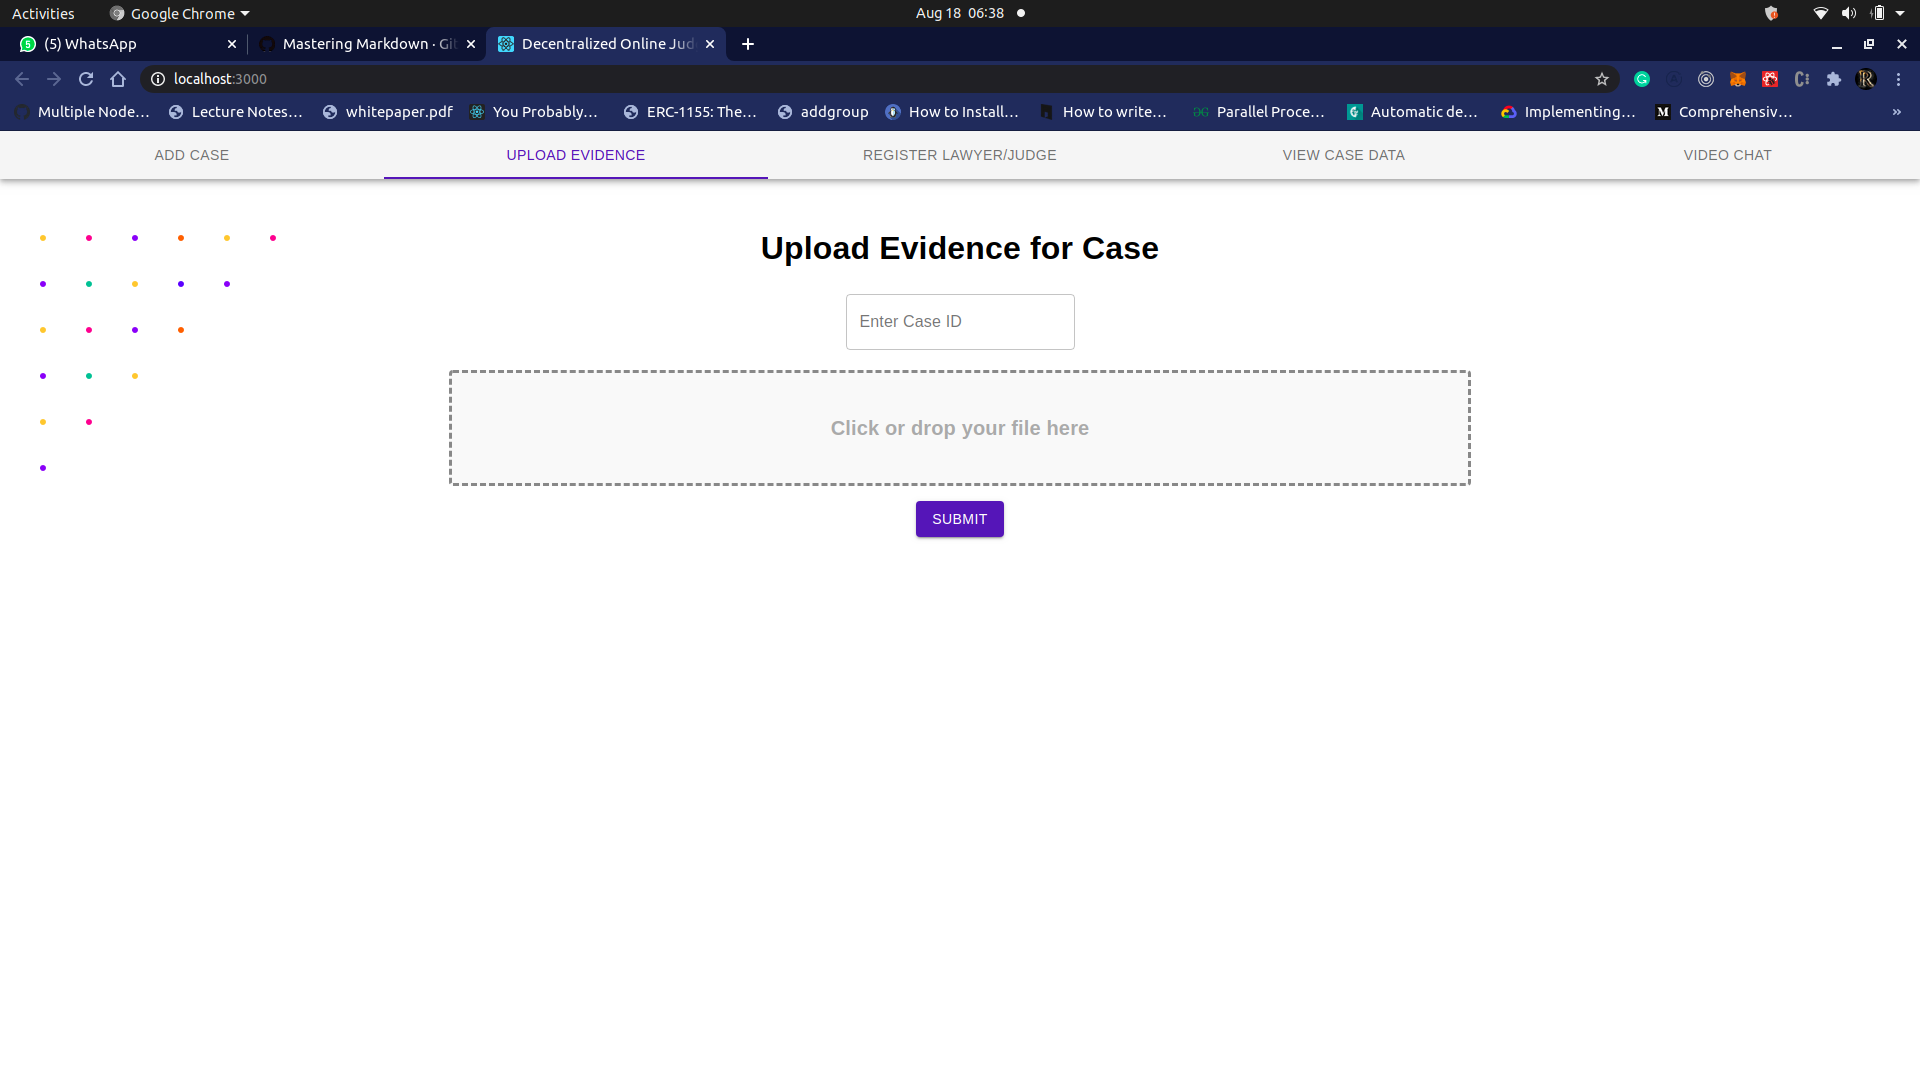 Activities Google Chrome Aug 18 06:38
(5) WhatsApp Mastering Markdown · Git Decentralized Online Jud
localhost:3000
Multiple Node… Lecture Notes… whitepaper.pdf You Probably… ERC-1155: The… addgroup How to Install… How to write… Parallel Proce… Automatic de… Implementing… Comprehensiv… »
ADD CASE UPLOAD EVIDENCE REGISTER LAWYER/JUDGE VIEW CASE DATA VIDEO CHAT
Upload Evidence for Case
Enter Case ID
Click or drop your file here
SUBMIT